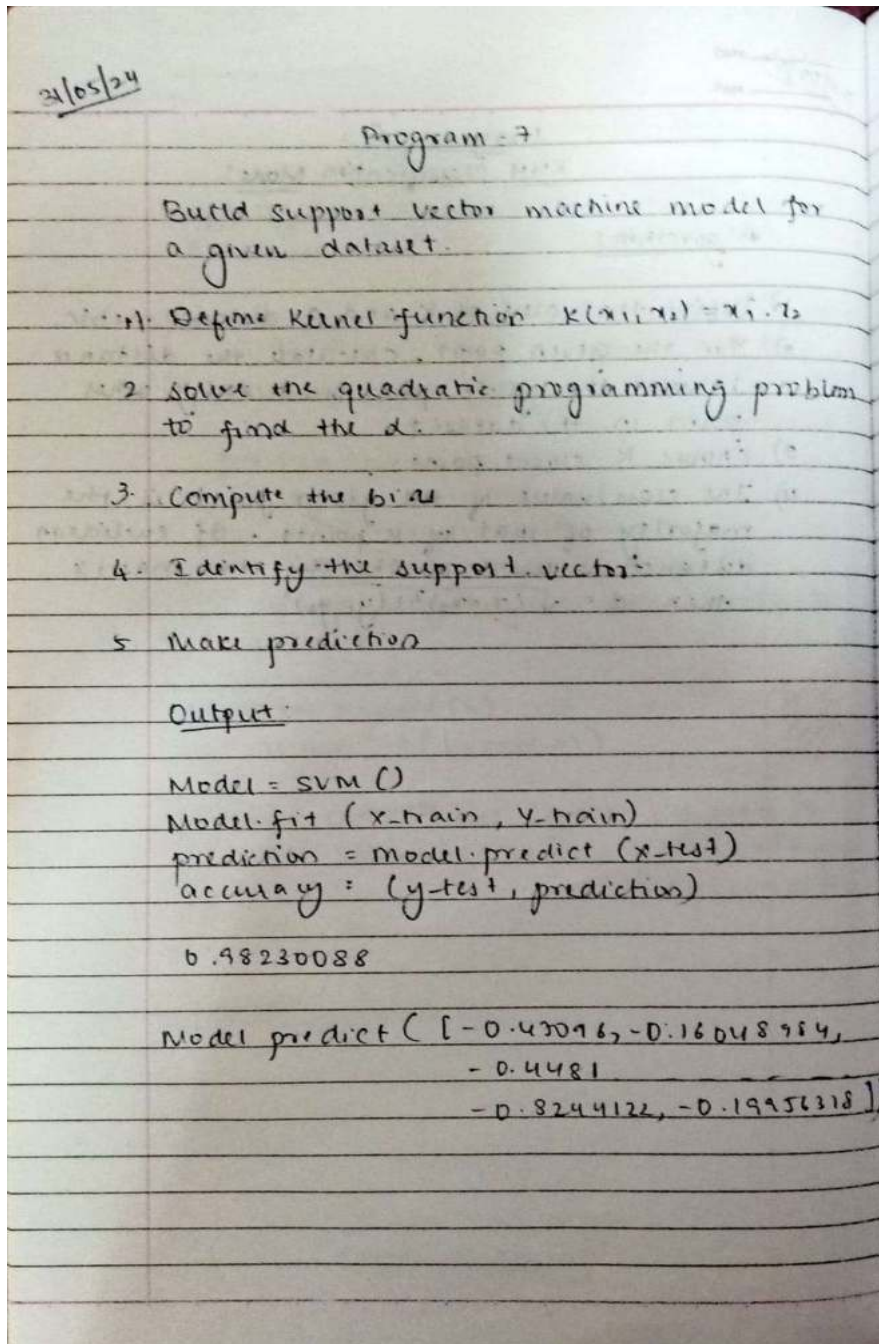 31/05/24
Program - 7
Build support vector machine model for
a given dataset.
1. Define Kernel function K(x1, x2) = x1 . x2
2. solve the quadratic programming problem
to find the α.
3. Compute the bias
4. Identify the support vector
5 Make prediction
Output:
Model = SVM ()
Model.fit (x-train, Y-train)
prediction = model.predict (x-test)
accuracy = (y-test, prediction)
0.98230088
Model predict ( [-0.43096, -0.16048984,
- 0.4481
- 0.8244122, -0.19956318]